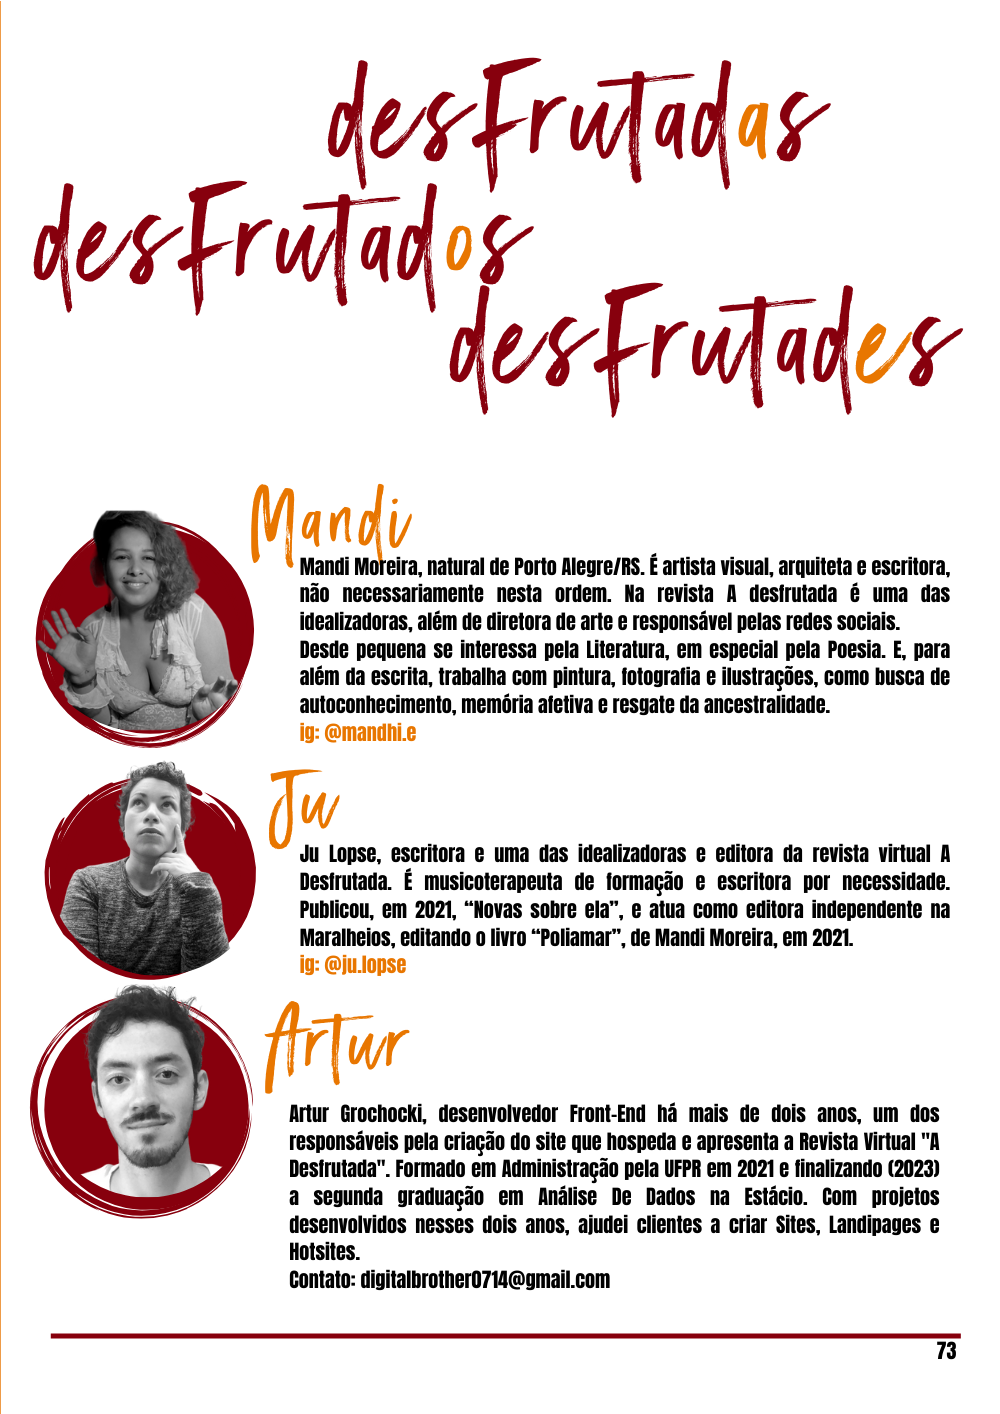 desFrutadas
desFrutados
desFrutades
Mandi
Mandi Moreira, natural de Porto Alegre/RS. É artista visual, arquiteta e escritora,
não necessariamente nesta ordem. Na revista A desfrutada é uma das
idealizadoras, além de diretora de arte e responsável pelas redes sociais.
Desde pequena se interessa pela Literatura, em especial pela Poesia. E, para
além da escrita, trabalha com pintura, fotografia e ilustrações, como busca de
autoconhecimento, memória afetiva e resgate da ancestralidade.
ig: @mandhi.e
Ju
Ju Lopse, escritora e uma das idealizadoras e editora da revista virtual A
Desfrutada. É musicoterapeuta de formação e escritora por necessidade.
Publicou, em 2021, “Novas sobre ela”, e atua como editora independente na
Maralheios, editando o livro “Poliamar”, de Mandi Moreira, em 2021.
ig: @ju.lopse
Artur
Artur Grochocki, desenvolvedor Front-End há mais de dois anos, um dos
responsáveis pela criação do site que hospeda e apresenta a Revista Virtual "A
Desfrutada". Formado em Administração pela UFPR em 2021 e finalizando (2023)
a segunda graduação em Análise De Dados na Estácio. Com projetos
desenvolvidos nesses dois anos, ajudei clientes a criar Sites, Landipages e
Hotsites.
Contato: digitalbrother0714@gmail.com
73